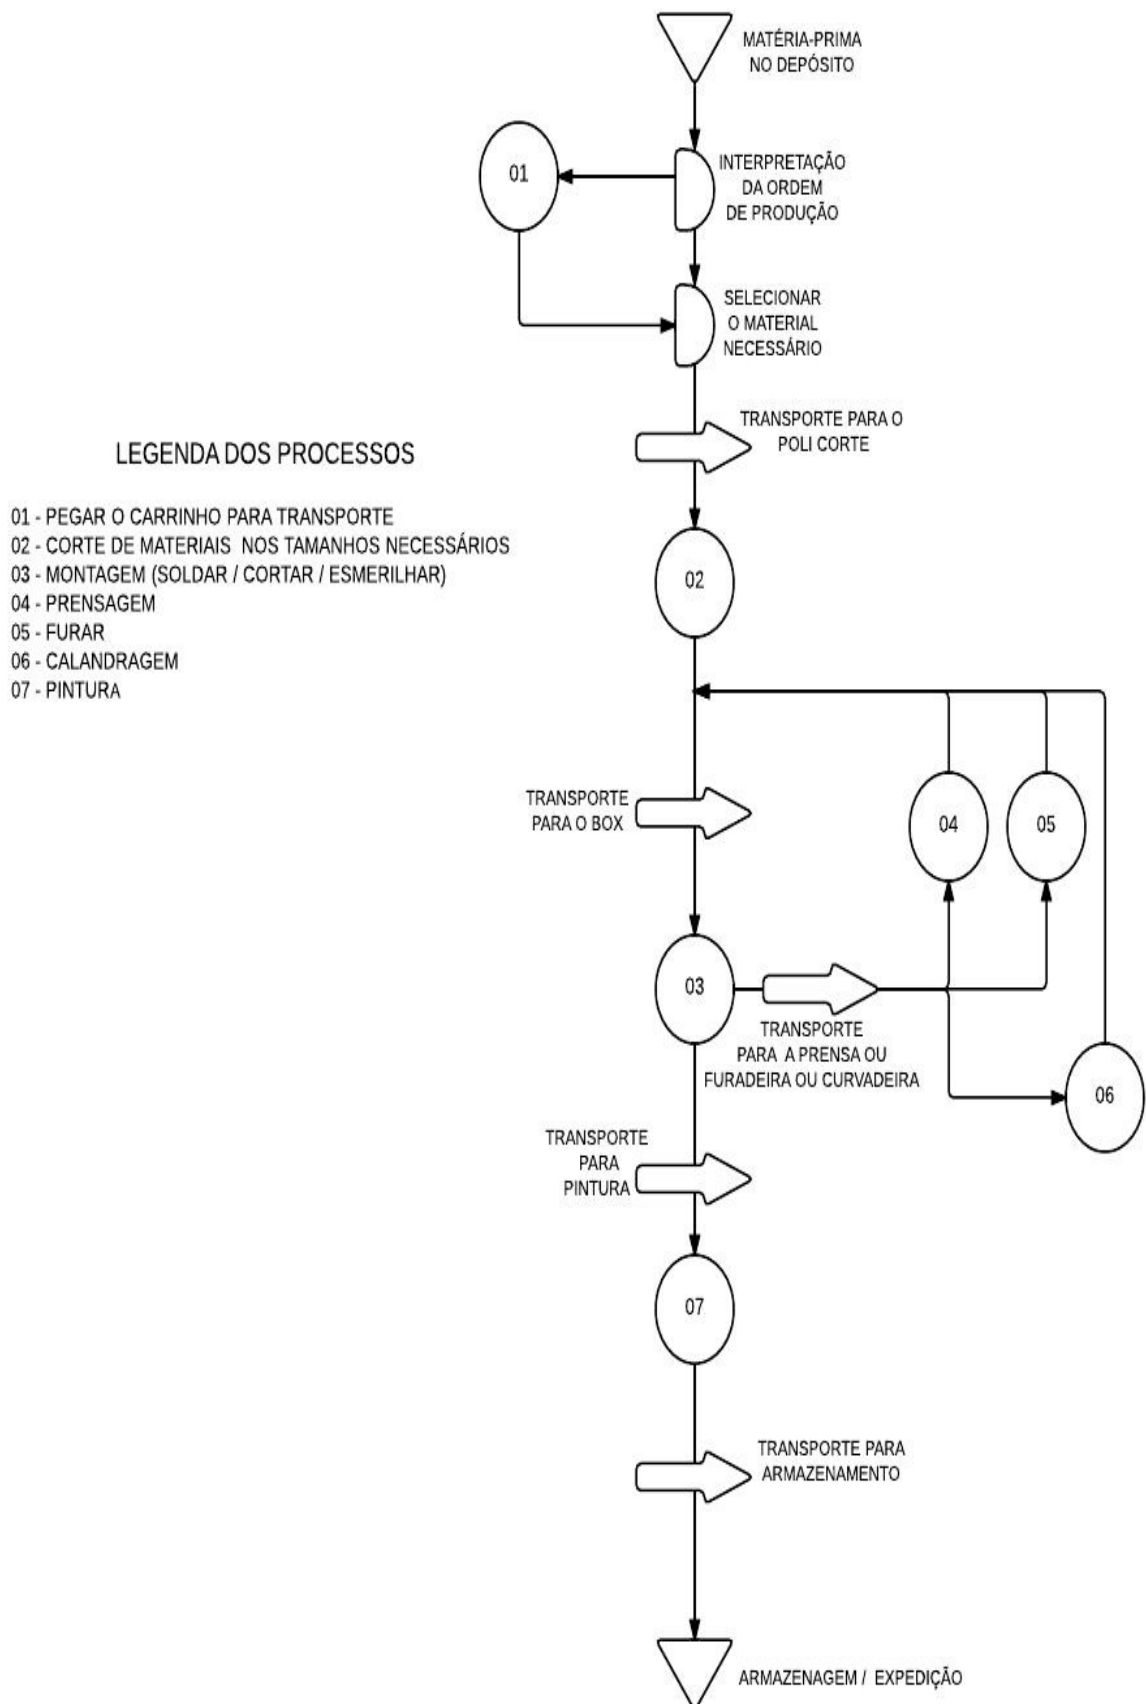 MATÉRIA-PRIMA
NO DEPÓSITO
01
INTERPRETAÇÃO
DA ORDEM
DE PRODUÇÃO
SELECIONAR
O MATERIAL
NECESSÁRIO
TRANSPORTE PARA O
POLI CORTE
LEGENDA DOS PROCESSOS
01 - PEGAR O CARRINHO PARA TRANSPORTE
02 - CORTE DE MATERIAIS NOS TAMANHOS NECESSÁRIOS
03 - MONTAGEM (SOLDAR / CORTAR / ESMERILHAR)
04 - PRENSAGEM
05 - FURAR
06 - CALANDRAGEM
07 - PINTURA
02
TRANSPORTE
PARA O BOX
04
05
03
TRANSPORTE
PARA A PRENSA OU
FURADEIRA OU CURVADEIRA
06
TRANSPORTE
PARA
PINTURA
07
TRANSPORTE PARA
ARMAZENAMENTO
ARMAZENAGEM / EXPEDIÇÃO